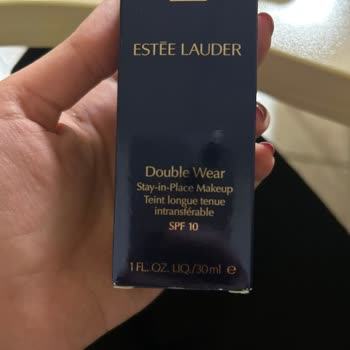 ESTĒE LAUDER
Double Wear
Stay-in-Place Makeup
Teint longue tenue
intransférable
SPF 10
1 FL. OZ. LIQ./30 ml ℮